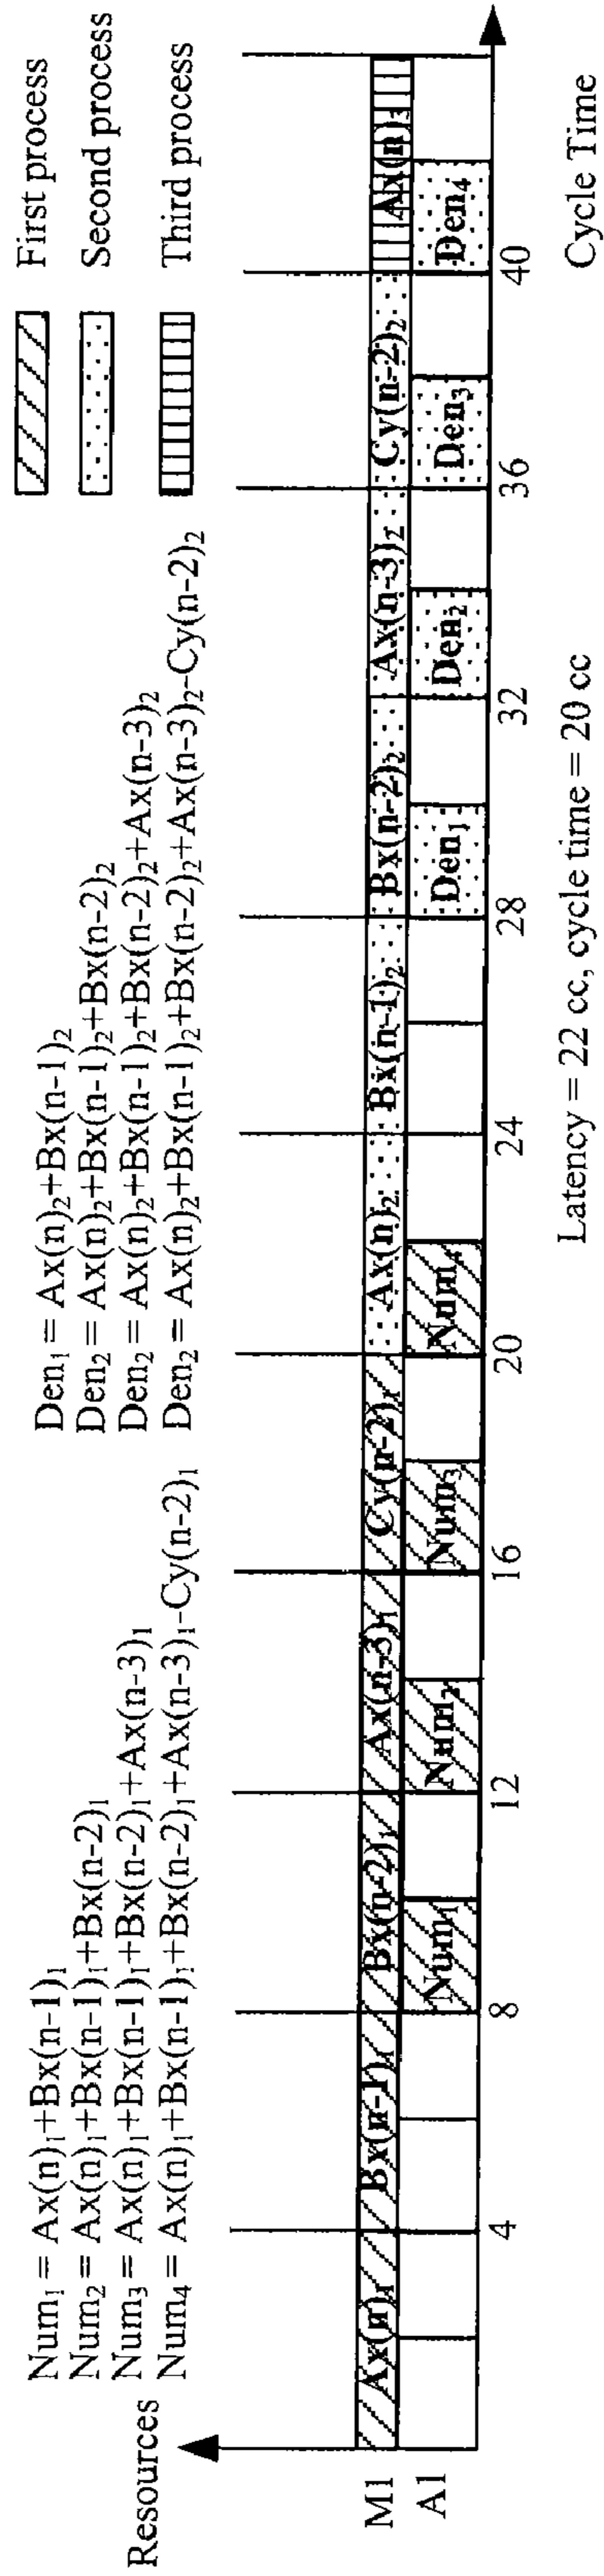 Num₁ = Ax(n)₁+Bx(n-1)₁
Num₂ = Ax(n)₁+Bx(n-1)₁+Bx(n-2)₁
Num₃ = Ax(n)₁+Bx(n-1)₁+Bx(n-2)₁+Ax(n-3)₁
Num₄ = Ax(n)₁+Bx(n-1)₁+Bx(n-2)₁+Ax(n-3)₁-Cy(n-2)₁
Den₁ = Ax(n)₂+Bx(n-1)₂
Den₂ = Ax(n)₂+Bx(n-1)₂+Bx(n-2)₂
Den₂ = Ax(n)₂+Bx(n-1)₂+Bx(n-2)₂+Ax(n-3)₂
Den₂ = Ax(n)₂+Bx(n-1)₂+Bx(n-2)₂+Ax(n-3)₂-Cy(n-2)₂
First process
Second process
Third process
Resources
M1 Ax(n)₁ Bx(n-1)₁ Bx(n-2)₁ Ax(n-3)₁ Cy(n-2)₁ Ax(n)₂ Bx(n-1)₂ Bx(n-2)₂ Ax(n-3)₂ Cy(n-2)₂ Ax(n)₃
A1 Num₁ Num₂ Num₃ Num₄ Den₁ Den₂ Den₃ Den₄
4 8 12 16 20 24 28 32 36 40
Latency = 22 cc, cycle time = 20 cc
Cycle Time